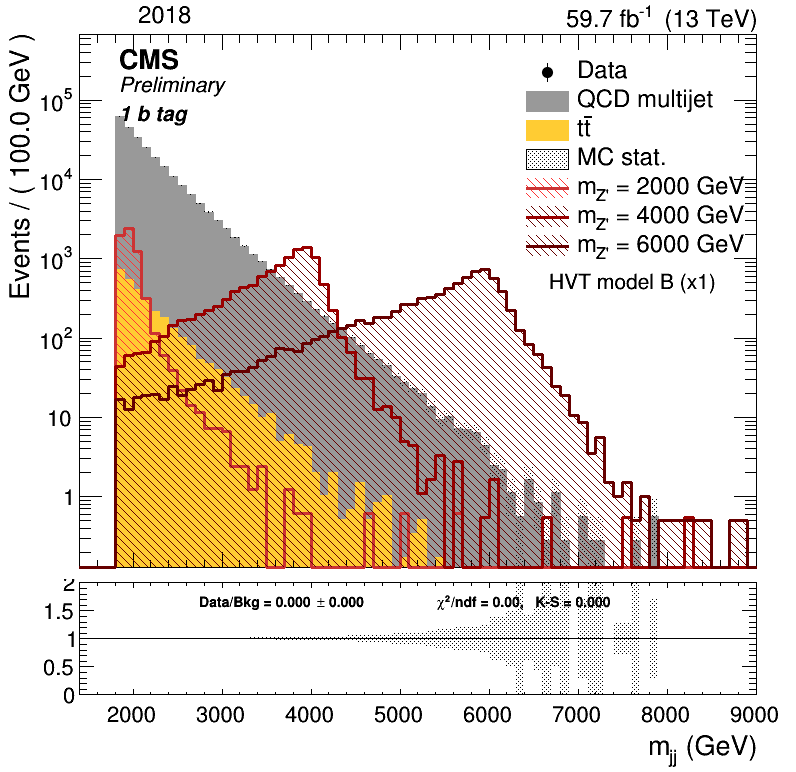 2018 59.7 fb⁻¹ (13 TeV)
CMS
Preliminary
1 b tag
Data
QCD multijet
tt̄
MC stat.
m_Z' = 2000 GeV
m_Z' = 4000 GeV
m_Z' = 6000 GeV
HVT model B (x1)
Events / ( 100.0 GeV )
10⁵
10⁴
10³
10²
10
1
Data/Bkg = 0.000 ± 0.000 χ²/ndf = 0.00, K-S = 0.000
2
1.5
1
0.5
0
2000 3000 4000 5000 6000 7000 8000 9000
m_jj (GeV)